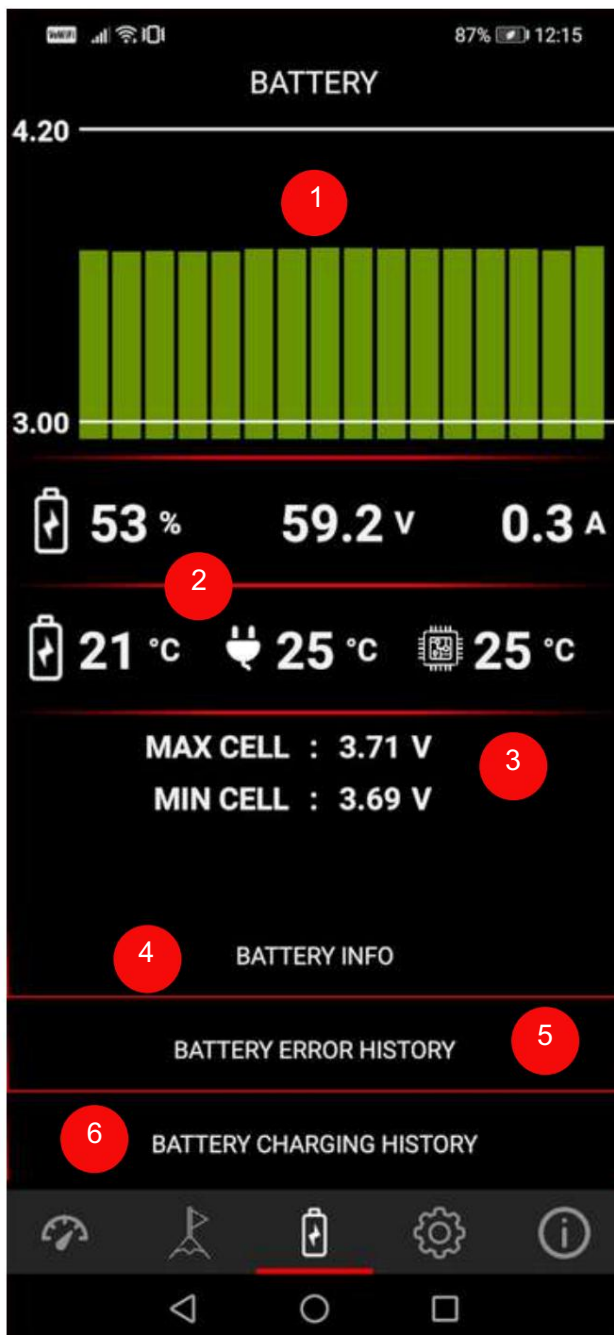 VoWiFi 87% 12:15
BATTERY
4.20
1
3.00
53 % 59.2 V 0.3 A
2
21 °C 25 °C 25 °C
MAX CELL : 3.71 V
3
MIN CELL : 3.69 V
4
BATTERY INFO
5
BATTERY ERROR HISTORY
6
BATTERY CHARGING HISTORY